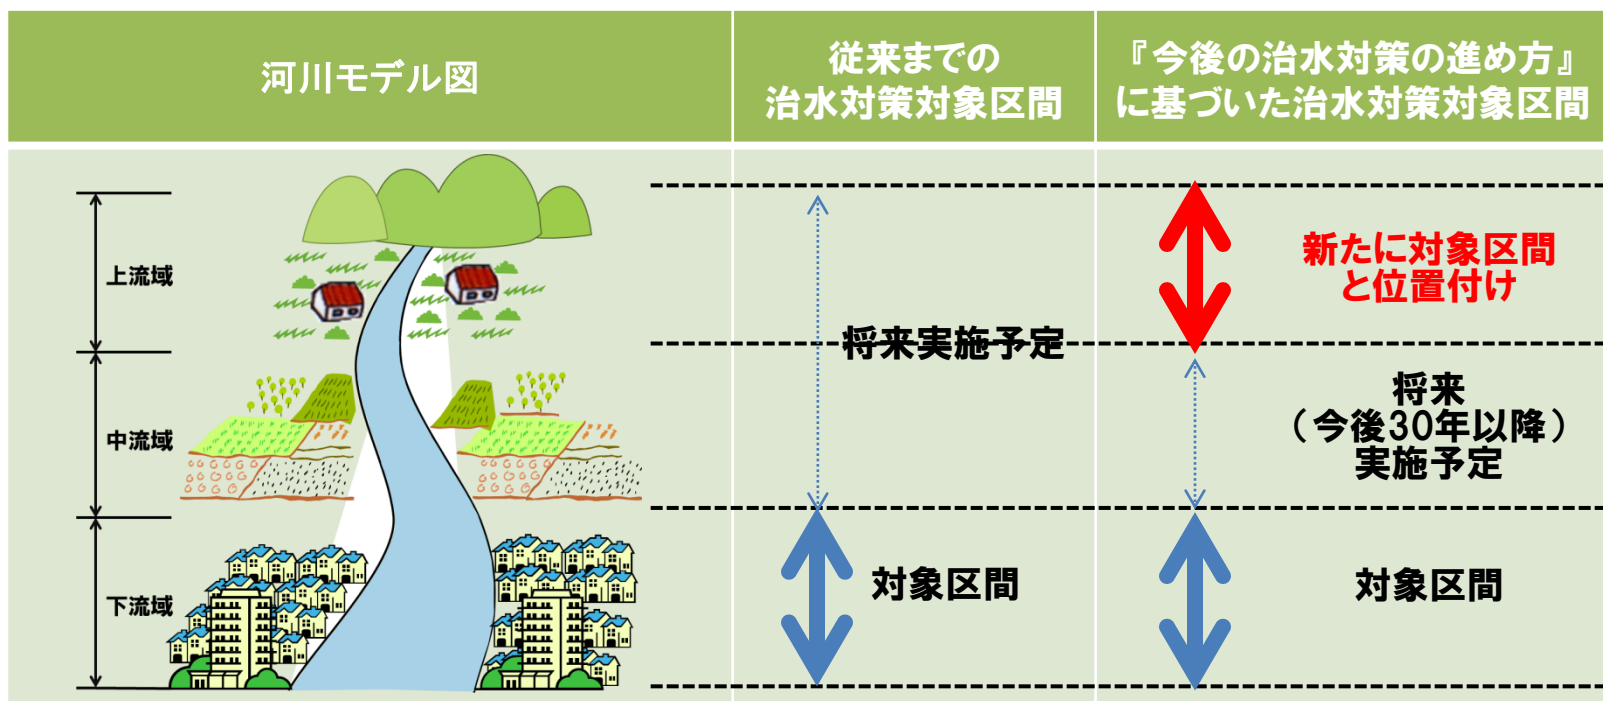 河川モデル図
従来までの
治水対策対象区間
『今後の治水対策の進め方』
に基づいた治水対策対象区間
上流域
中流域
下流域
将来実施予定
対象区間
新たに対象区間
と位置付け
将来
（今後30年以降）
実施予定
対象区間